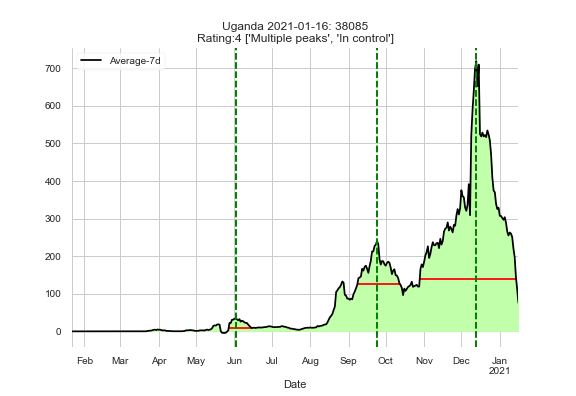 Uganda 2021-01-16: 38085
Rating:4 ['Multiple peaks', 'In control']
Average-7d
700
600
500
400
300
200
100
0
Feb Mar Apr May Jun Jul Aug Sep Oct Nov Dec Jan
2021
Date